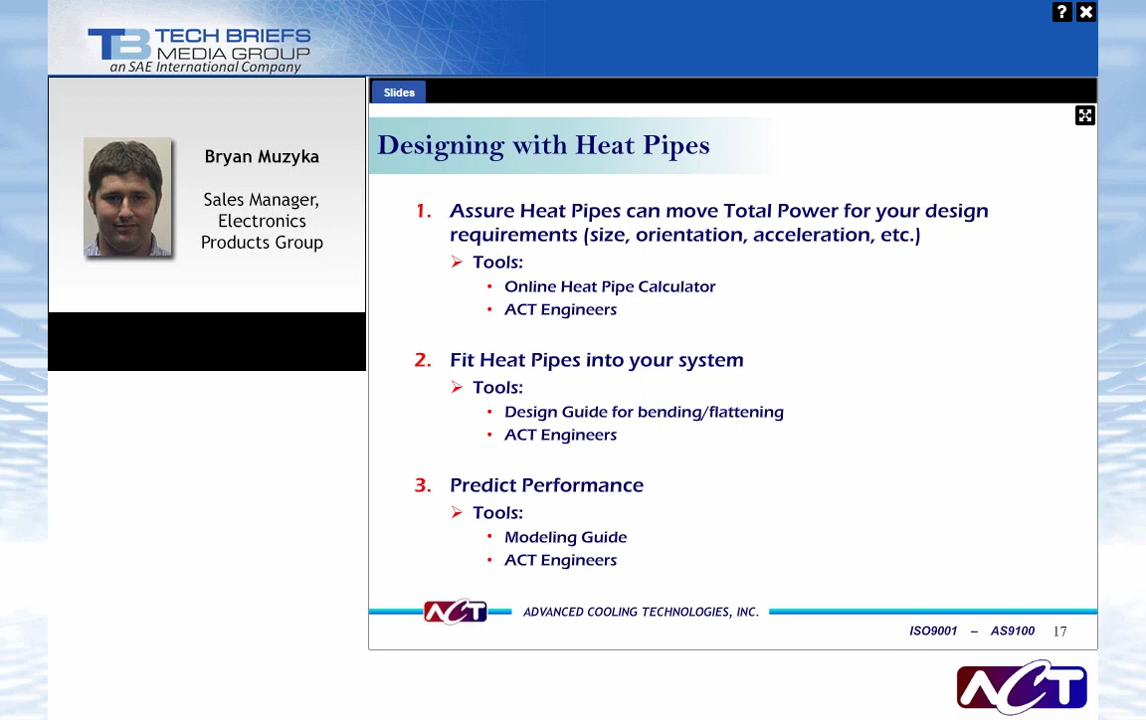 TB TECH BRIEFS
MEDIA GROUP
an SAE International Company
? ×
Slides
Bryan Muzyka
Sales Manager,
Electronics
Products Group
Designing with Heat Pipes
1. Assure Heat Pipes can move Total Power for your design
requirements (size, orientation, acceleration, etc.)
➢ Tools:
• Online Heat Pipe Calculator
• ACT Engineers
2. Fit Heat Pipes into your system
➢ Tools:
• Design Guide for bending/flattening
• ACT Engineers
3. Predict Performance
➢ Tools:
• Modeling Guide
• ACT Engineers
ACT ADVANCED COOLING TECHNOLOGIES, INC.
ISO9001 – AS9100 17
ACT